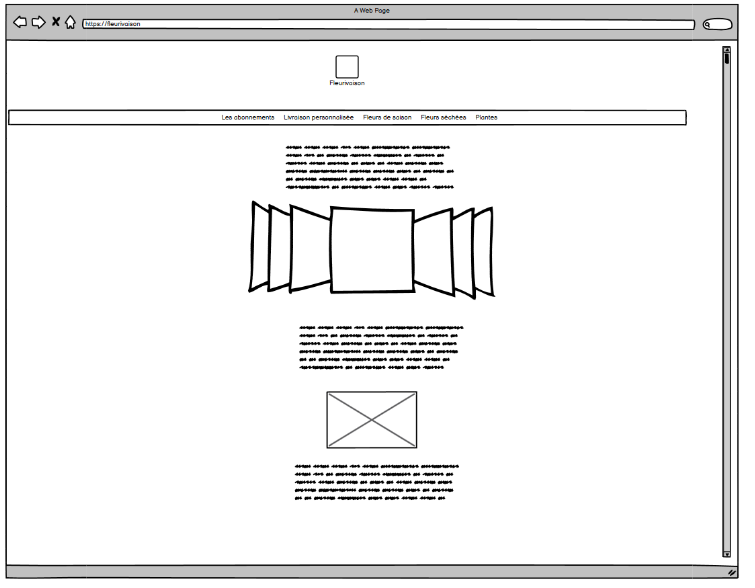 A Web Page
https://fleurivaison
Fleurivaison
Les abonnements Livraison personnalisée Fleurs de saison Fleurs séchées Plantes